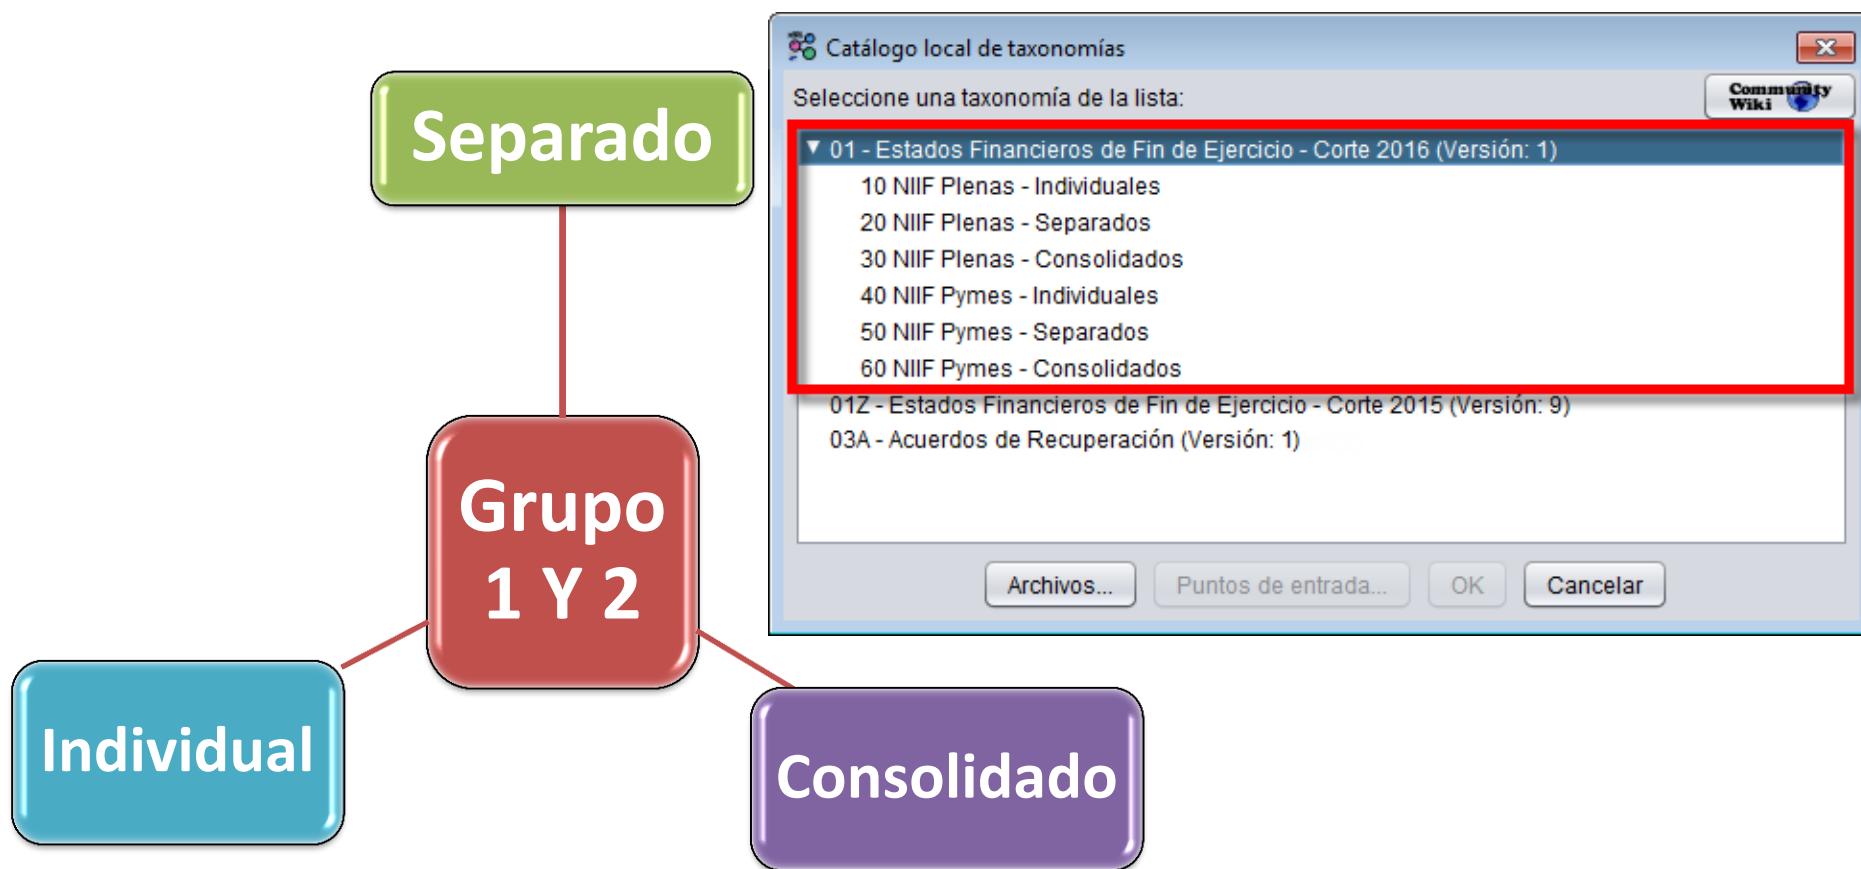 Separado
Grupo
1 Y 2
Individual
Consolidado
Catálogo local de taxonomías
Seleccione una taxonomía de la lista:
Community
Wiki
01 - Estados Financieros de Fin de Ejercicio - Corte 2016 (Versión: 1)
10 NIIF Plenas - Individuales
20 NIIF Plenas - Separados
30 NIIF Plenas - Consolidados
40 NIIF Pymes - Individuales
50 NIIF Pymes - Separados
60 NIIF Pymes - Consolidados
01Z - Estados Financieros de Fin de Ejercicio - Corte 2015 (Versión: 9)
03A - Acuerdos de Recuperación (Versión: 1)
Archivos...
Puntos de entrada...
OK
Cancelar